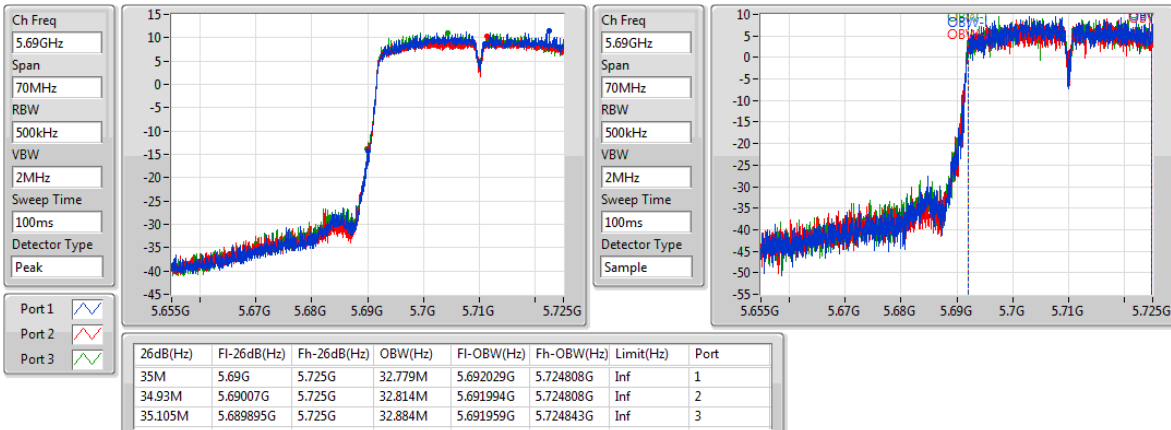 Ch Freq
5.69GHz
Span
70MHz
RBW
500kHz
VBW
2MHz
Sweep Time
100ms
Detector Type
Peak
Port 1
Port 2
Port 3
15
10
5
0
-5
-10
-15
-20
-25
-30
-35
-40
-45
5.655G 5.67G 5.68G 5.69G 5.7G 5.71G 5.725G
Ch Freq
5.69GHz
Span
70MHz
RBW
500kHz
VBW
2MHz
Sweep Time
100ms
Detector Type
Sample
10
5
0
-5
-10
-15
-20
-25
-30
-35
-40
-45
-50
-55
5.655G 5.67G 5.68G 5.69G 5.7G 5.71G 5.725G
OBW-
OBW
26dB(Hz) Fl-26dB(Hz) Fh-26dB(Hz) OBW(Hz) Fl-OBW(Hz) Fh-OBW(Hz) Limit(Hz) Port
35M 5.69G 5.725G 32.779M 5.692029G 5.724808G Inf 1
34.93M 5.69007G 5.725G 32.814M 5.691994G 5.724808G Inf 2
35.105M 5.689895G 5.725G 32.884M 5.691959G 5.724843G Inf 3